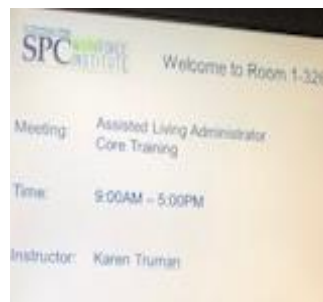 SPC WORKFORCE
INSTITUTE
Welcome to Room 1-32
Meeting: Assisted Living Administrator
Core Training
Time: 9:00AM – 5:00PM
Instructor: Karen Truman